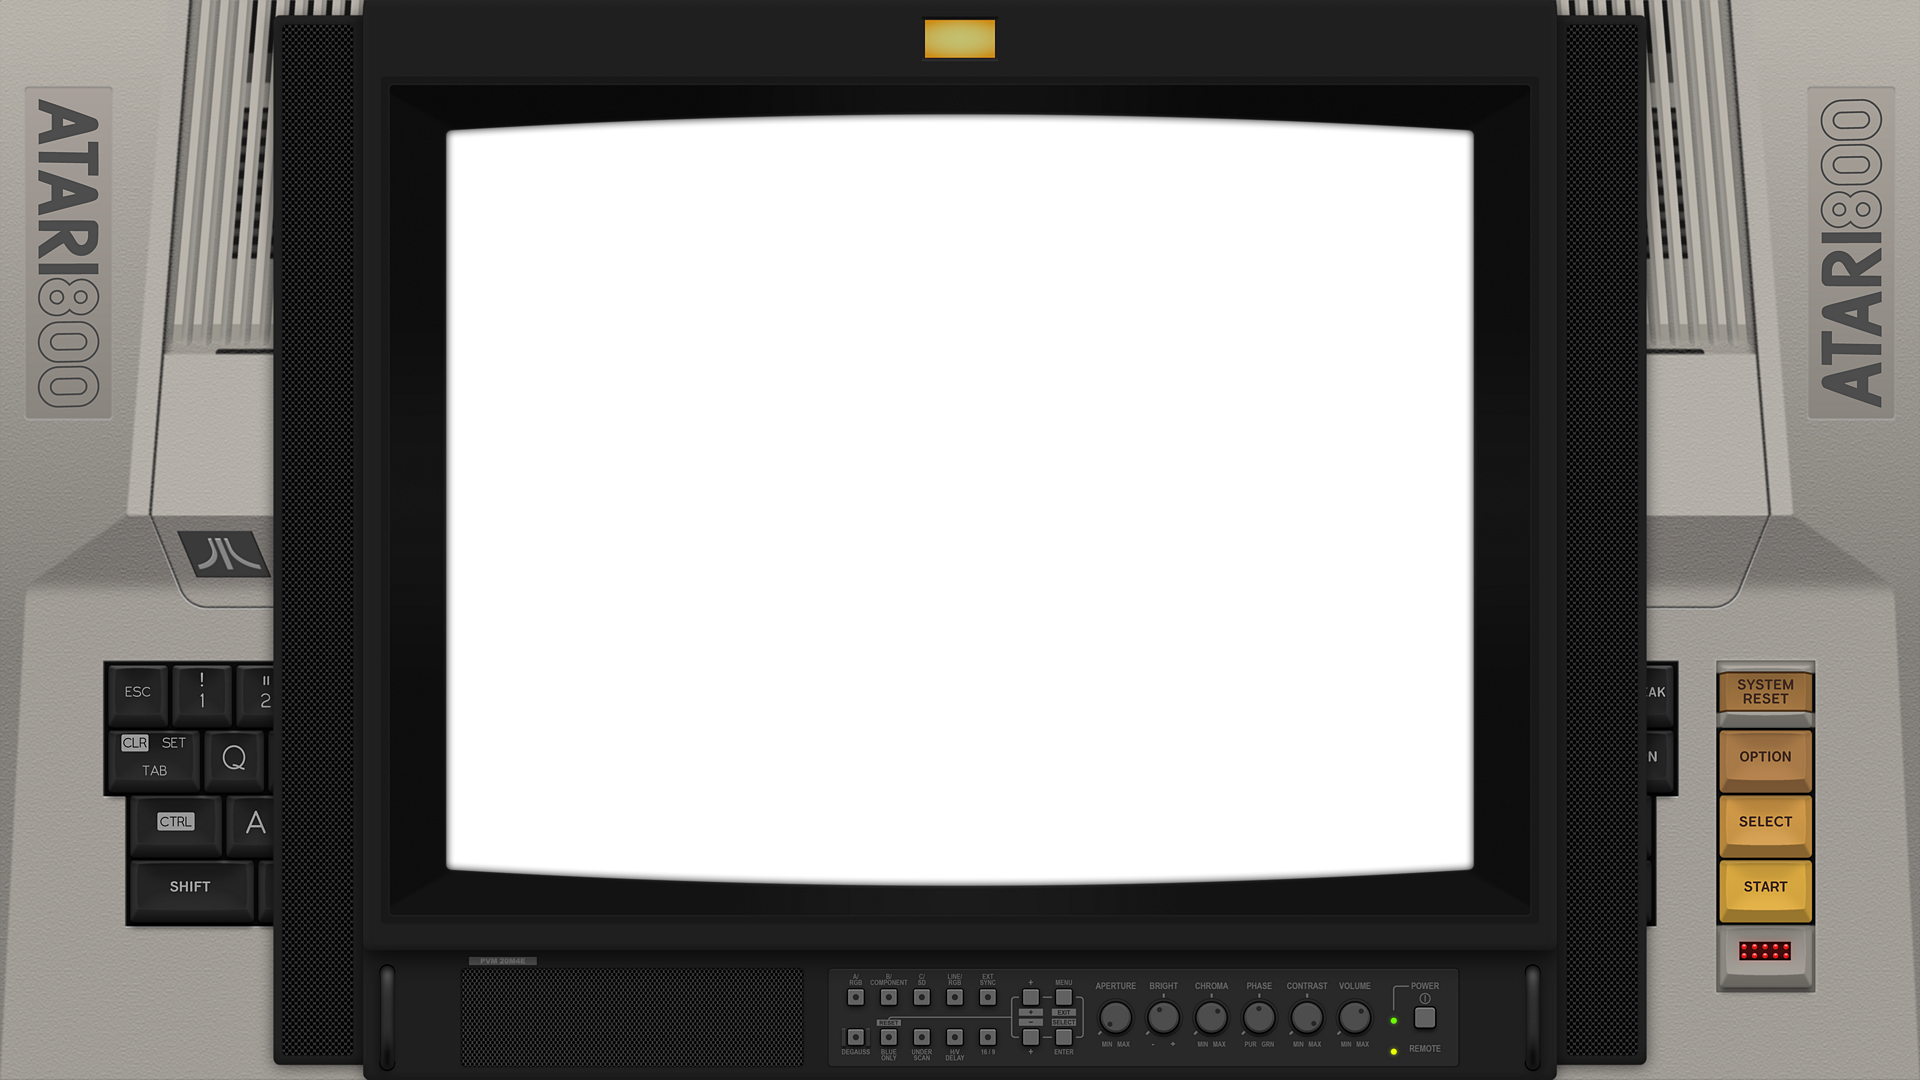 ATARI800
ATARI800
ESC
!
1
"
2
CLR SET
TAB
Q
CTRL
A
SHIFT
AK
N
SYSTEM
RESET
OPTION
SELECT
START
PVM 20M4E
A/
RGB
B/
COMPONENT
C/
SD
LINE/
RGB
EXT
SYNC
+
MENU
+
EXIT
-
SELECT
RESET
DEGAUSS
BLUE
ONLY
UNDER
SCAN
H/V
DELAY
16 / 9
+
ENTER
APERTURE
MIN MAX
BRIGHT
- +
CHROMA
MIN MAX
PHASE
PUR GRN
CONTRAST
MIN MAX
VOLUME
MIN MAX
POWER
REMOTE